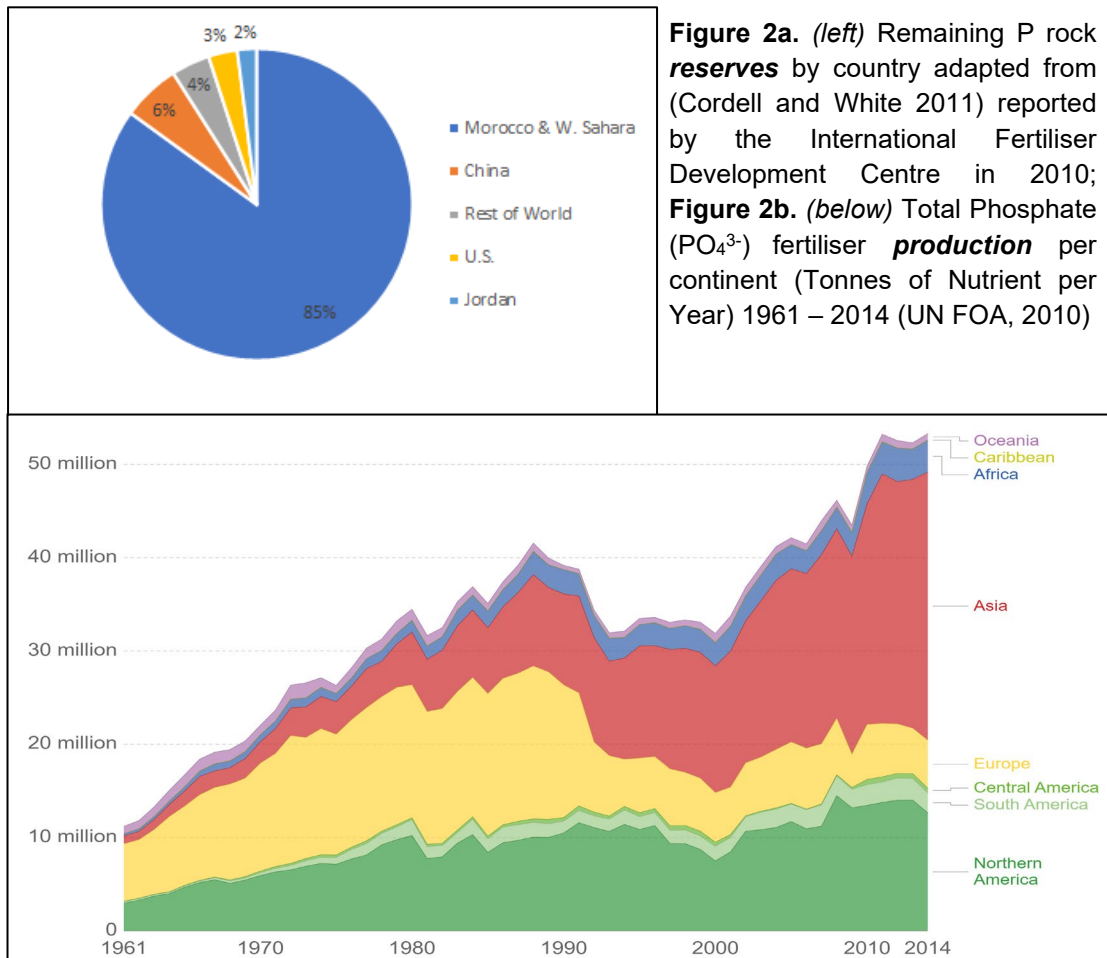 3%
2%
4%
6%
85%
Morocco & W. Sahara
China
Rest of World
U.S.
Jordan
Figure 2a. (left) Remaining P rock
reserves by country adapted from
(Cordell and White 2011) reported
by the International Fertiliser
Development Centre in 2010;
Figure 2b. (below) Total Phosphate
(PO₄³⁻) fertiliser production per
continent (Tonnes of Nutrient per
Year) 1961 – 2014 (UN FOA, 2010)
50 million
40 million
30 million
20 million
10 million
0
1961
1970
1980
1990
2000
2010
2014
Oceania
Caribbean
Africa
Asia
Europe
Central America
South America
Northern
America